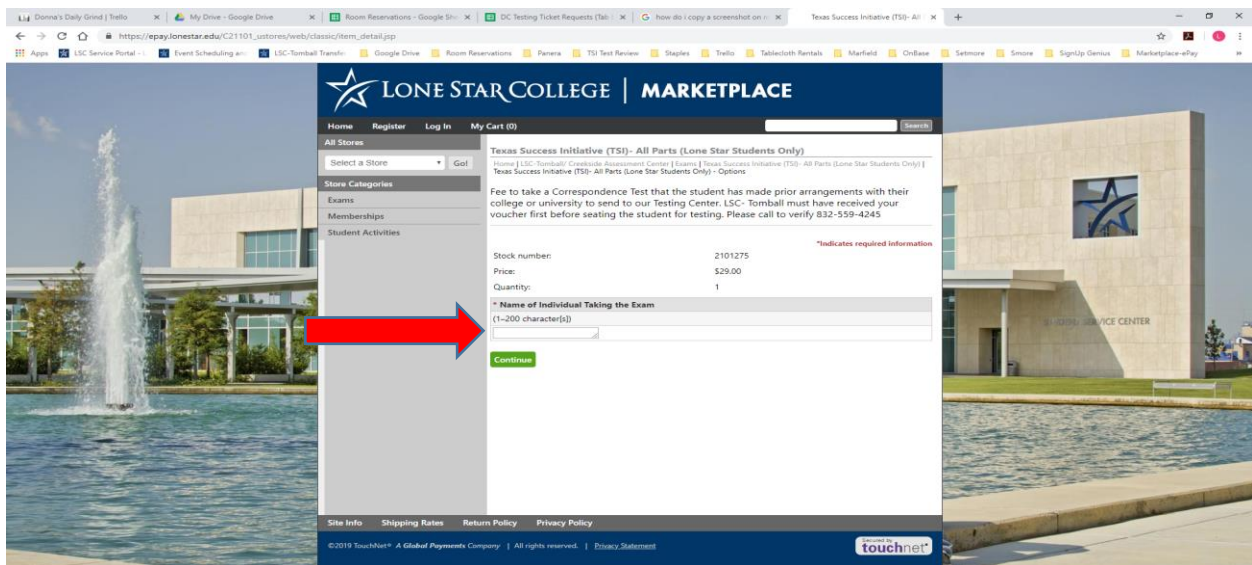 Donna's Daily Grind | Trello
My Drive - Google Drive
Room Reservations - Google She
DC Testing Ticket Requests (Tab
how do i copy a screenshot on
Texas Success Initiative (TSI)- All
https://epay.lonestar.edu/C21101_ustores/web/classic/item_detail.jsp
Apps LSC Service Portal - Event Scheduling an LSC-Tomball Transfe Google Drive Room Reservations Panera TSI Test Review Staples Trello Tablecloth Rentals Marfield OnBase Setmore Smore SignUp Genius Marketplace-ePay
LONE STAR COLLEGE | MARKETPLACE
Home Register Log In My Cart (0) Search
All Stores
Select a Store Go!
Store Categories
Exams
Memberships
Student Activities
Texas Success Initiative (TSI)- All Parts (Lone Star Students Only)
Home | LSC-Tomball/ Creekside Assessment Center | Exams | Texas Success Initiative (TSI)- All Parts (Lone Star Students Only) |
Texas Success Initiative (TSI)- All Parts (Lone Star Students Only) - Options
Fee to take a Correspondence Test that the student has made prior arrangements with their
college or university to send to our Testing Center. LSC- Tomball must have received your
voucher first before seating the student for testing. Please call to verify 832-559-4245
*Indicates required information
Stock number: 2101275
Price: $29.00
Quantity: 1
* Name of Individual Taking the Exam
(1–200 character[s])
Continue
SERVICE CENTER
Site Info Shipping Rates Return Policy Privacy Policy
©2019 TouchNet® A Global Payments Company | All rights reserved. | Privacy Statement
Secured by
touchnet